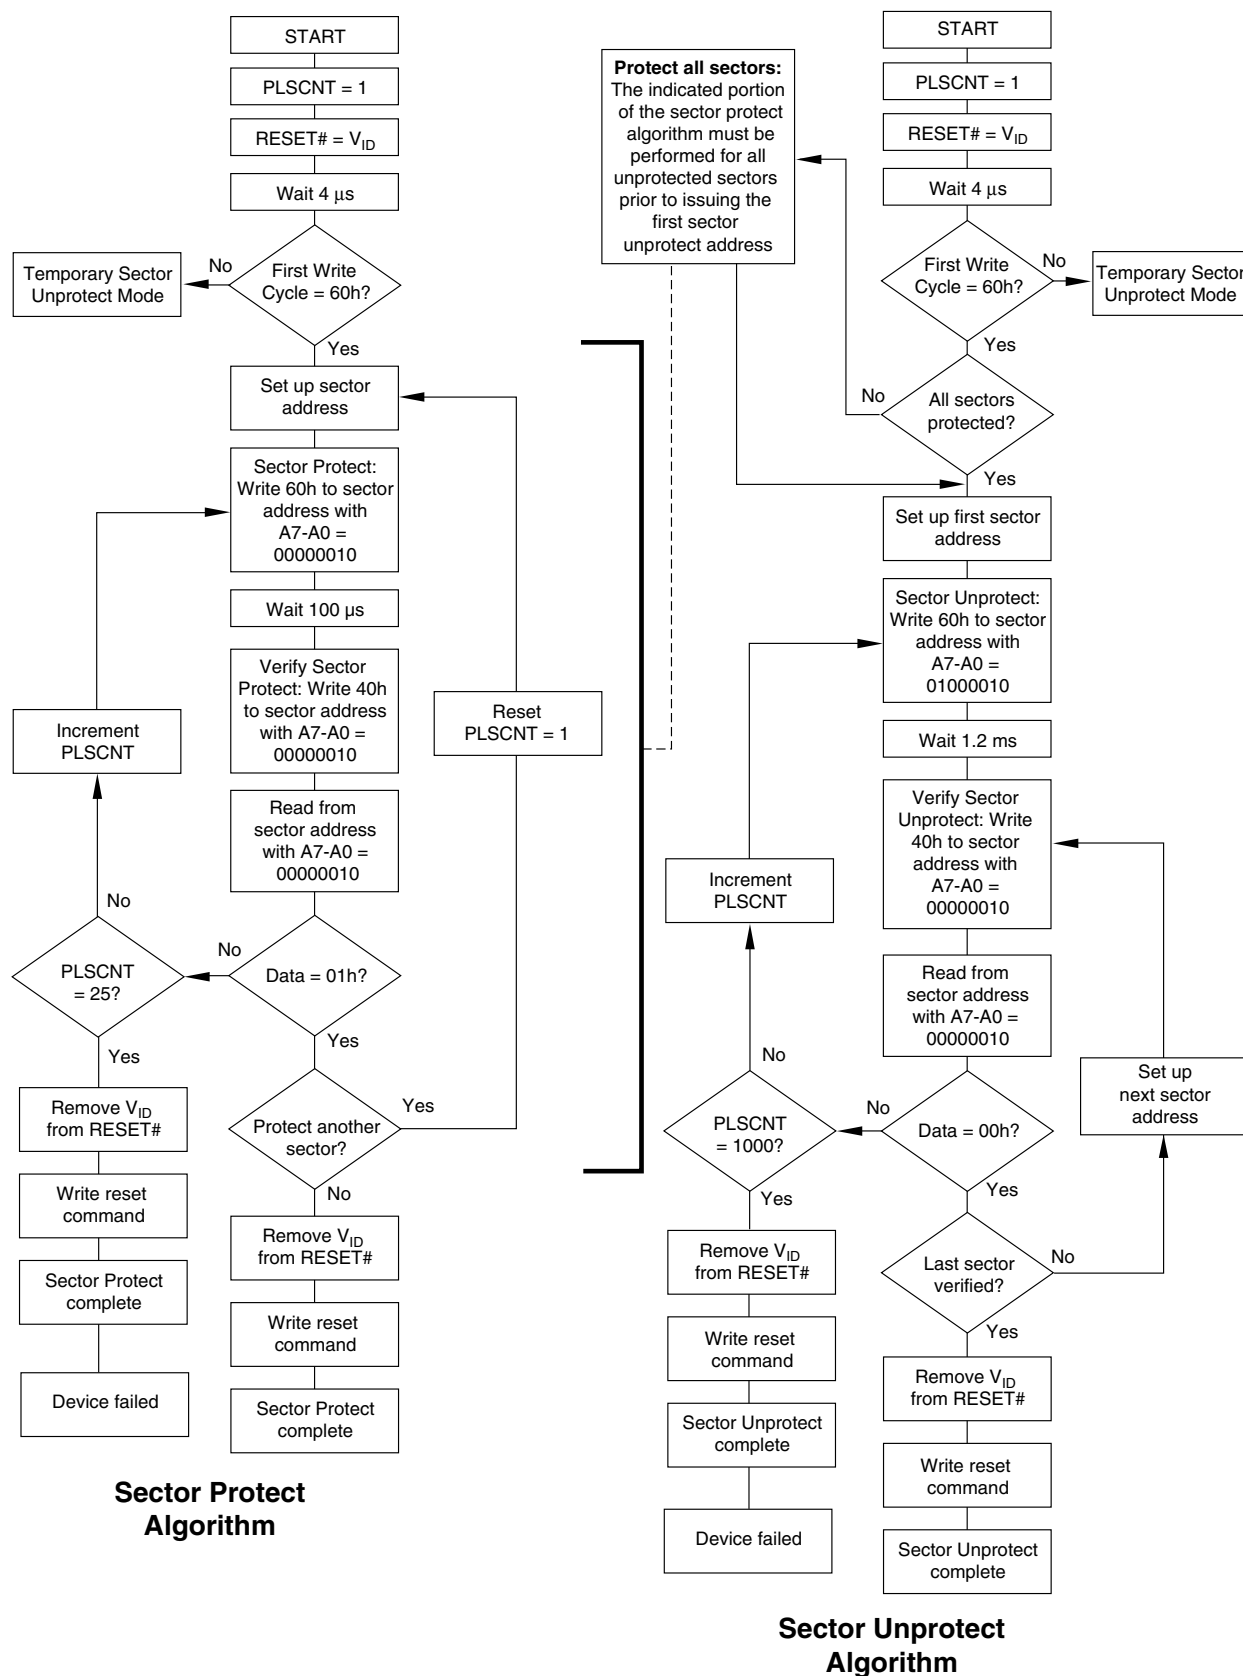 START
PLSCNT = 1
RESET# = VID
Wait 4 μs
First Write
Cycle = 60h?
No
Temporary Sector
Unprotect Mode
Yes
Set up sector
address
Sector Protect:
Write 60h to sector
address with
A7-A0 =
00000010
Wait 100 µs
Verify Sector
Protect: Write 40h
to sector address
with A7-A0 =
00000010
Increment
PLSCNT
Reset
PLSCNT = 1
Read from
sector address
with A7-A0 =
00000010
No
PLSCNT
= 25?
No
Data = 01h?
Yes
Yes
Remove VID
from RESET#
Protect another
sector?
Yes
No
Write reset
command
Remove VID
from RESET#
Sector Protect
complete
Write reset
command
Device failed
Sector Protect
complete
Sector Protect
Algorithm
Protect all sectors:
The indicated portion
of the sector protect
algorithm must be
performed for all
unprotected sectors
prior to issuing the
first sector
unprotect address
START
PLSCNT = 1
RESET# = VID
Wait 4 μs
First Write
Cycle = 60h?
No
Temporary Sector
Unprotect Mode
Yes
No
All sectors
protected?
Yes
Set up first sector
address
Sector Unprotect:
Write 60h to sector
address with
A7-A0 =
01000010
Wait 1.2 ms
Verify Sector
Unprotect: Write
40h to sector
address with
A7-A0 =
00000010
Increment
PLSCNT
Read from
sector address
with A7-A0 =
00000010
No
Set up
next sector
address
PLSCNT
= 1000?
No
Data = 00h?
Yes
Yes
Remove VID
from RESET#
Last sector
verified?
No
Yes
Write reset
command
Remove VID
from RESET#
Sector Unprotect
complete
Write reset
command
Device failed
Sector Unprotect
complete
Sector Unprotect
Algorithm